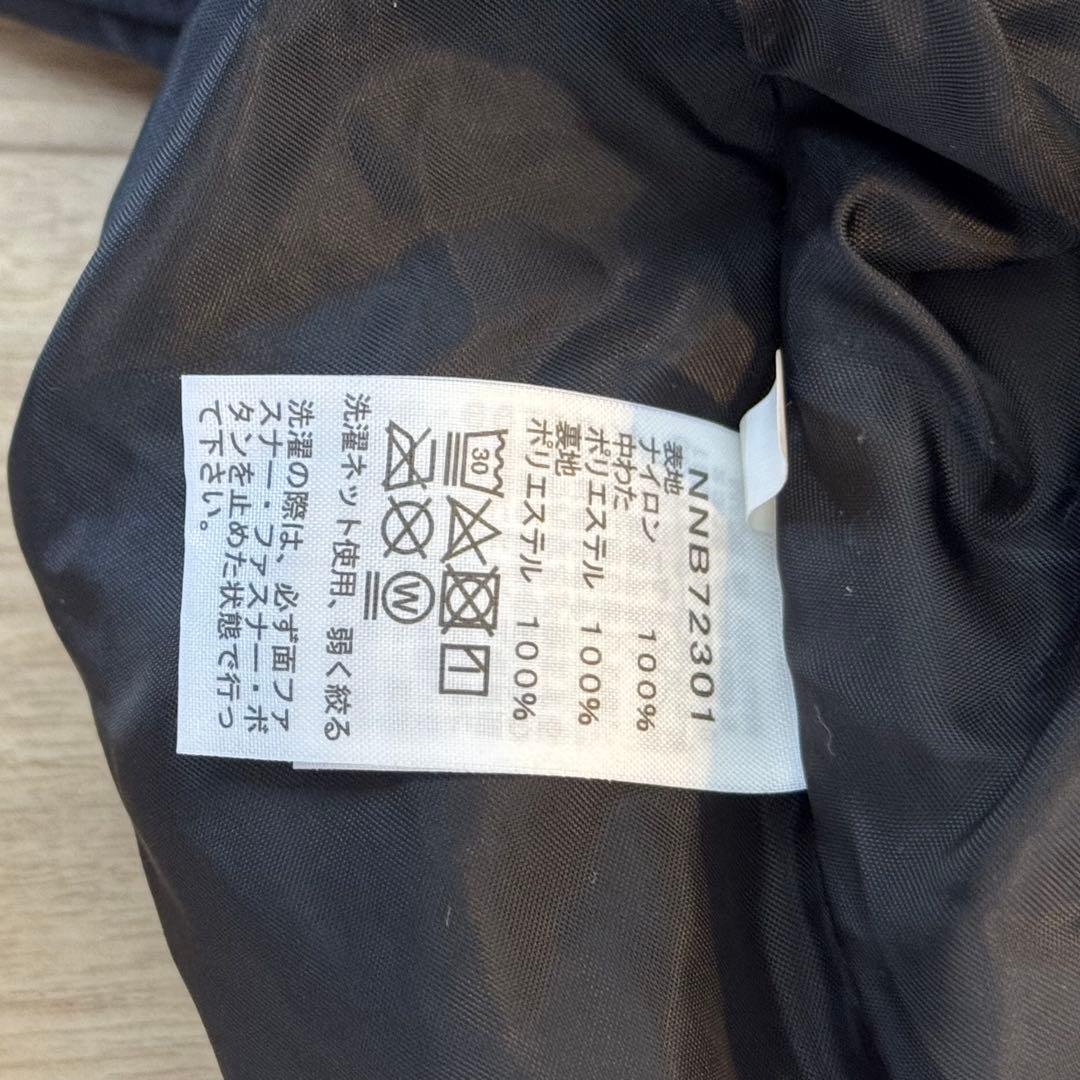 NNB72301
表地
ナイロン 100%
中わた
ポリエステル 100%
裏地
ポリエステル 100%
30
W
洗濯ネット使用、弱く絞る
洗濯の際は、必ず面ファ
スナー・ファスナー・ボ
タンを止めた状態で行っ
て下さい。